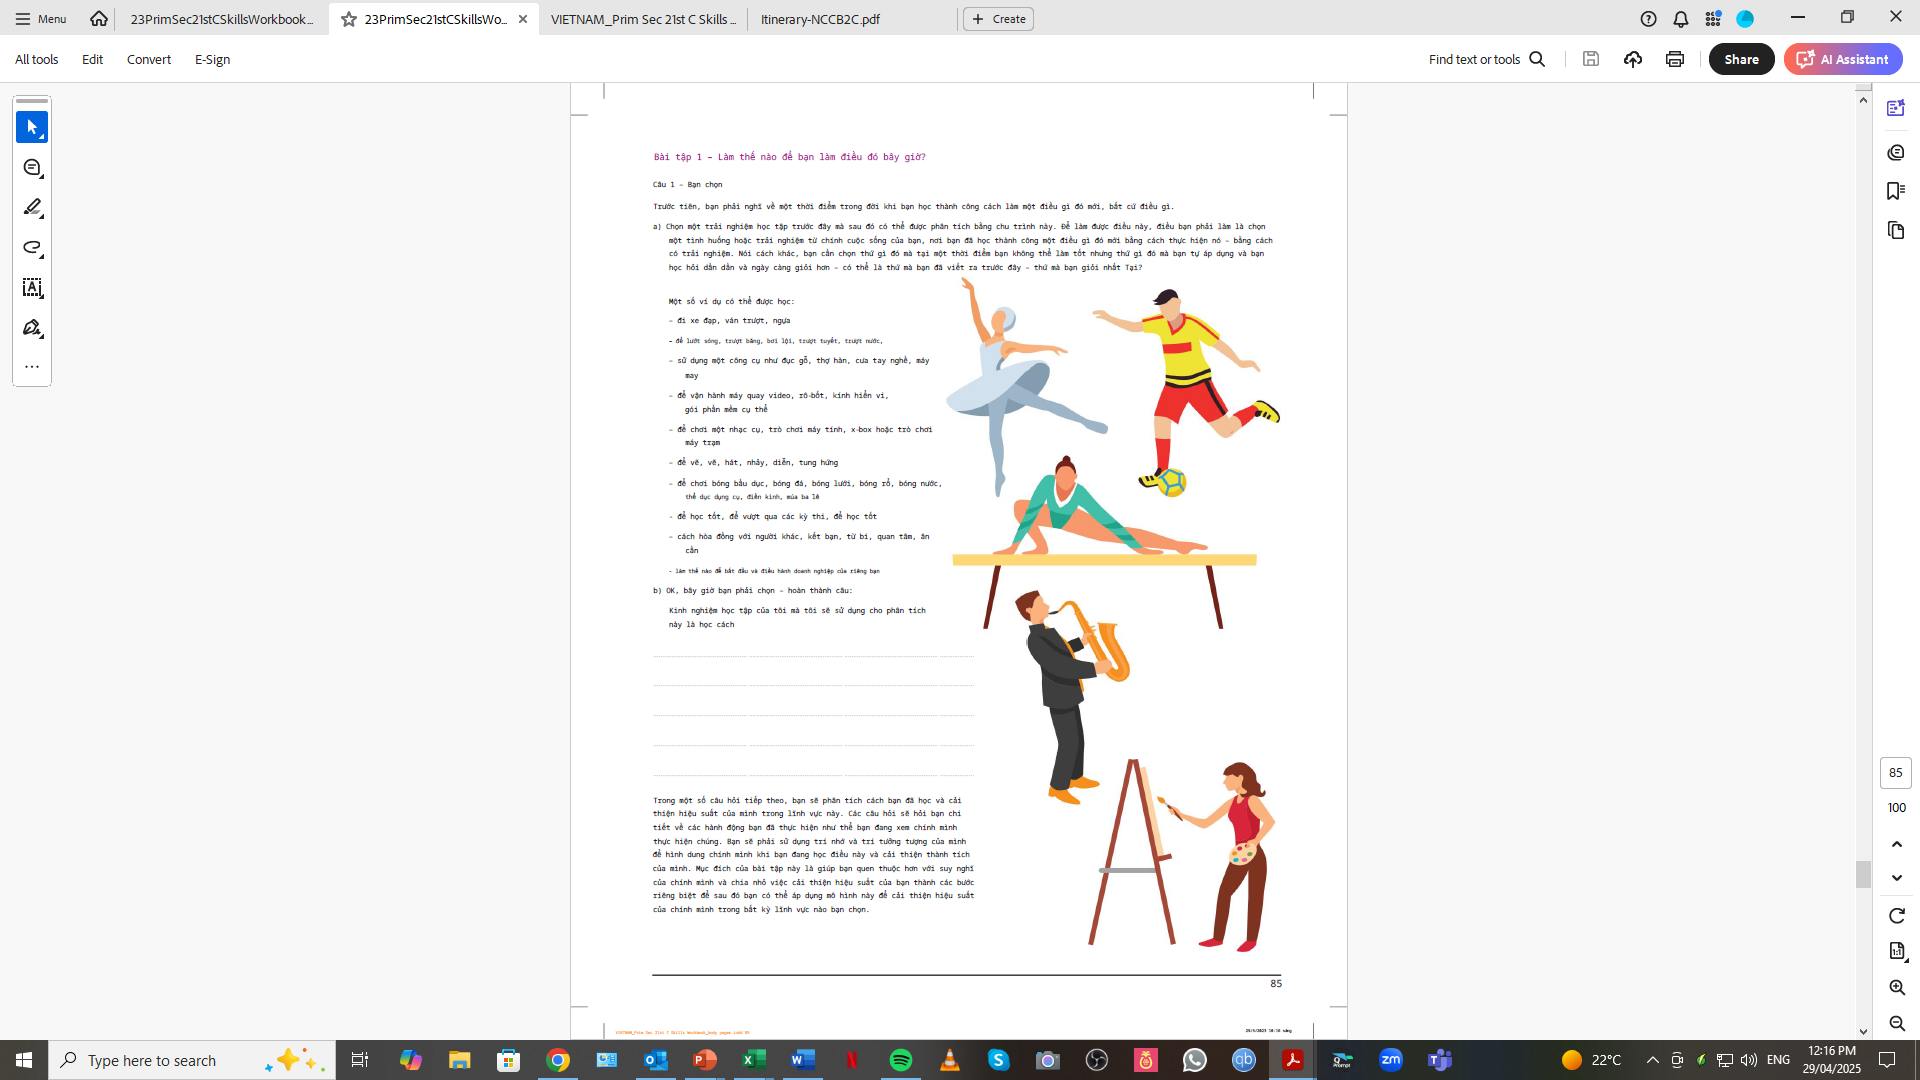 Menu
23PrimSec21stCSkillsWorkbook...
23PrimSec21stCSkillsWo...
VIETNAM_Prim Sec 21st C Skills ...
Itinerary-NCCB2C.pdf
Create
All tools
Edit
Convert
E-Sign
Find text or tools
Share
AI Assistant
Bài tập 1 – Làm thế nào để bạn làm điều đó bây giờ?
Câu 1 – Bạn chọn
Trước tiên, bạn phải nghĩ về một thời điểm trong đời khi bạn học thành công cách làm một điều gì đó mới, bất cứ điều gì.
a) Chọn một trải nghiệm học tập trước đây mà sau đó có thể được phân tích bằng chu trình này. Để làm được điều này, điều bạn phải làm là chọn
một tình huống hoặc trải nghiệm từ chính cuộc sống của bạn, nơi bạn đã học thành công một điều gì đó mới bằng cách thực hiện nó – bằng cách
có trải nghiệm. Nói cách khác, bạn cần chọn thứ gì đó mà tại một thời điểm bạn không thể làm tốt nhưng thứ gì đó mà bạn tự áp dụng và bạn
học hỏi dần dần và ngày càng giỏi hơn – có thể là thứ mà bạn đã viết ra trước đây – thứ mà bạn giỏi nhất Tại?
Một số ví dụ có thể được học:
– đi xe đạp, ván trượt, ngựa
– để lướt sóng, trượt băng, bơi lội, trượt tuyết, trượt nước,
– sử dụng một công cụ như đục gỗ, thợ hàn, cưa tay nghề, máy
may
– để vận hành máy quay video, rô-bốt, kính hiển vi,
gói phần mềm cụ thể
– để chơi một nhạc cụ, trò chơi máy tính, x-box hoặc trò chơi
máy trạm
– để vẽ, vẽ, hát, nhảy, diễn, tung hứng
– để chơi bóng bầu dục, bóng đá, bóng lưới, bóng rổ, bóng nước,
thể dục dụng cụ, điền kinh, múa ba lê
– để học tốt, để vượt qua các kỳ thi, để học tốt
– cách hòa đồng với người khác, kết bạn, từ bi, quan tâm, ân
cần
– làm thế nào để bắt đầu và điều hành doanh nghiệp của riêng bạn
b) OK, bây giờ bạn phải chọn – hoàn thành câu:
Kinh nghiệm học tập của tôi mà tôi sẽ sử dụng cho phân tích
này là học cách
Trong một số câu hỏi tiếp theo, bạn sẽ phân tích cách bạn đã học và cải
thiện hiệu suất của mình trong lĩnh vực này. Các câu hỏi sẽ hỏi bạn chi
tiết về các hành động bạn đã thực hiện như thể bạn đang xem chính mình
thực hiện chúng. Bạn sẽ phải sử dụng trí nhớ và trí tưởng tượng của mình
để hình dung chính mình khi bạn đang học điều này và cải thiện thành tích
của mình. Mục đích của bài tập này là giúp bạn quen thuộc hơn với suy nghĩ
của chính mình và chia nhỏ việc cải thiện hiệu suất của bạn thành các bước
riêng biệt để sau đó bạn có thể áp dụng mô hình này để cải thiện hiệu suất
của chính mình trong bất kỳ lĩnh vực nào bạn chọn.
85
VIETNAM_Prim Sec 21st C Skills Workbook_body pages.indd 85
85
100
Type here to search
22°C
ENG
12:16 PM
29/04/2025